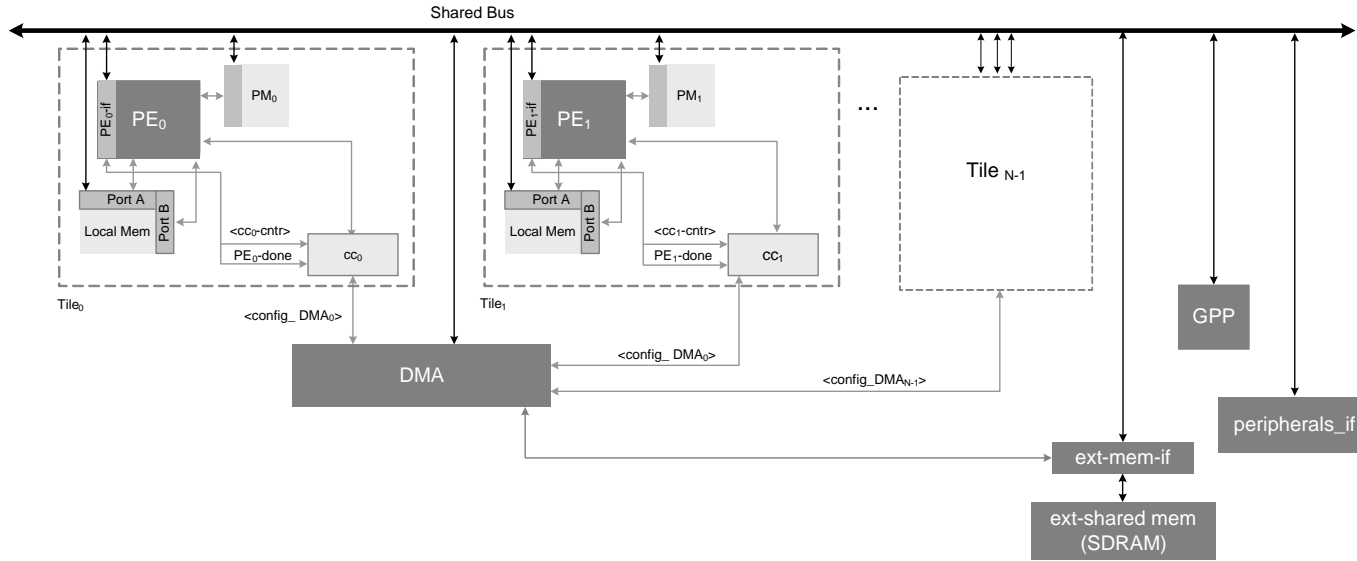 Shared Bus
PE0-if
PE0
PM0
Port A
Local Mem
Port B
<cc0-cntr>
PE0-done
cc0
Tile0
<config_ DMA0>
PE1-if
PE1
PM1
Port A
Local Mem
Port B
<cc1-cntr>
PE1-done
cc1
Tile1
<config_ DMA0>
...
Tile N-1
<config_DMAN-1>
DMA
GPP
peripherals_if
ext-mem-if
ext-shared mem
(SDRAM)